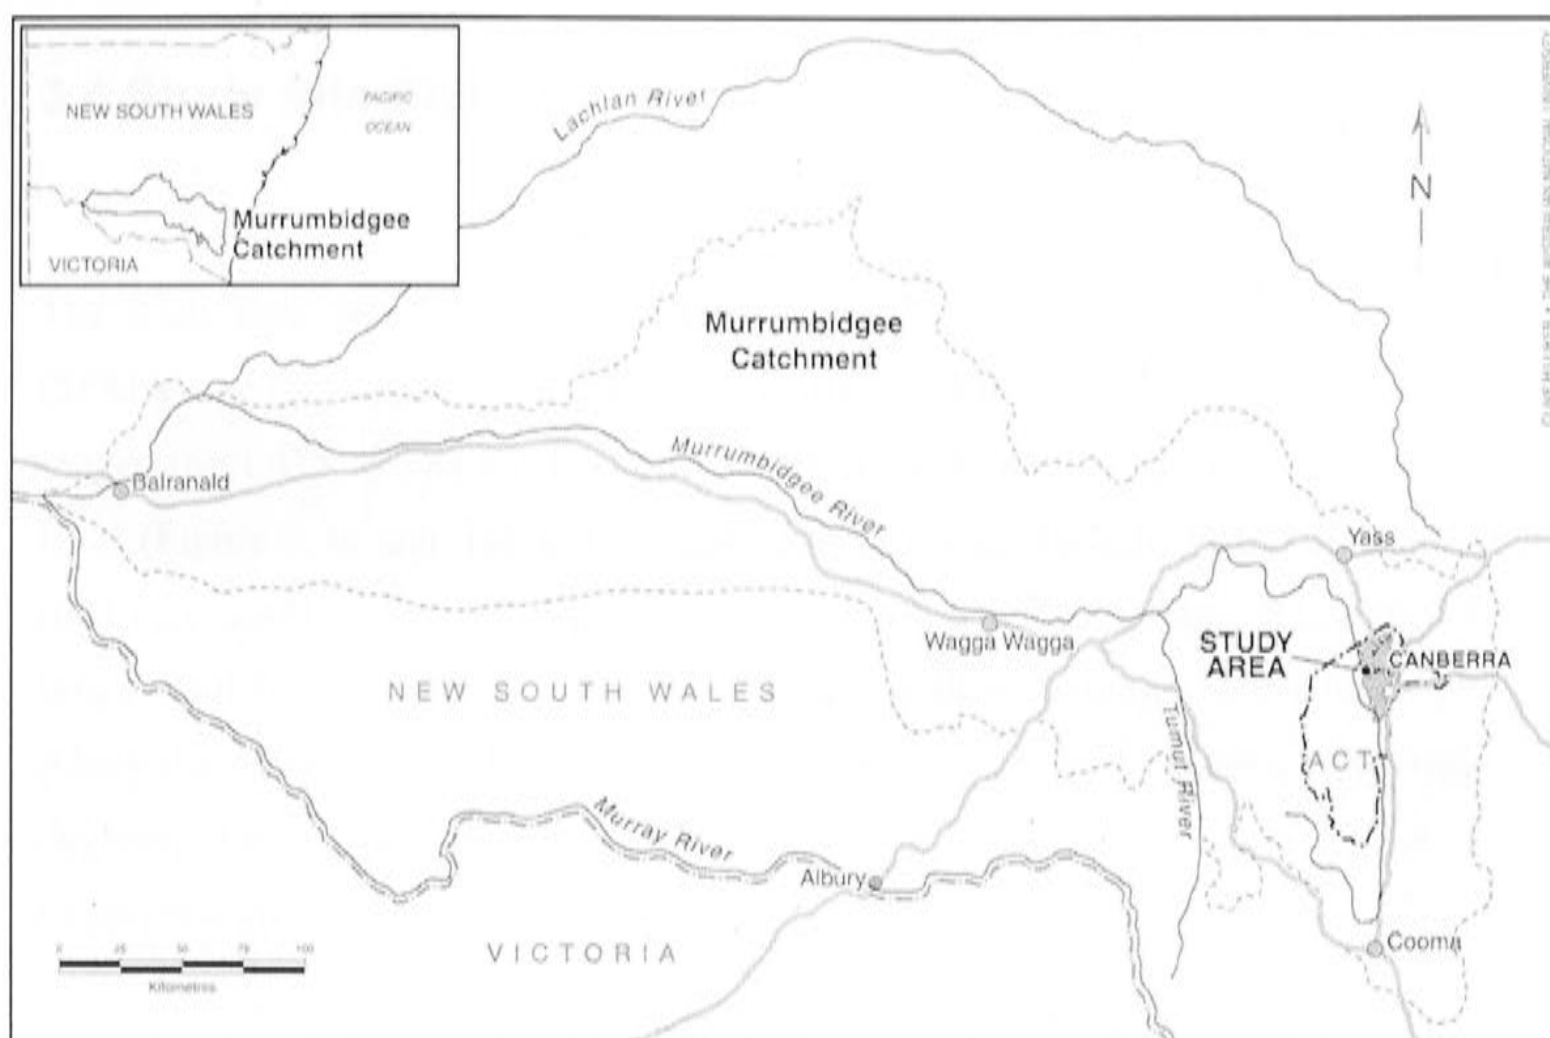 NEW SOUTH WALES
PACIFIC
OCEAN
Murrumbidgee
Catchment
VICTORIA
Lachlan River
N
Murrumbidgee
Catchment
Murrumbidgee River
Balranald
Yass
Wagga Wagga
STUDY
AREA
CANBERRA
NEW SOUTH WALES
Tumut River
ACT
Murray River
Albury
VICTORIA
Cooma
0 25 50 75 100
Kilometres